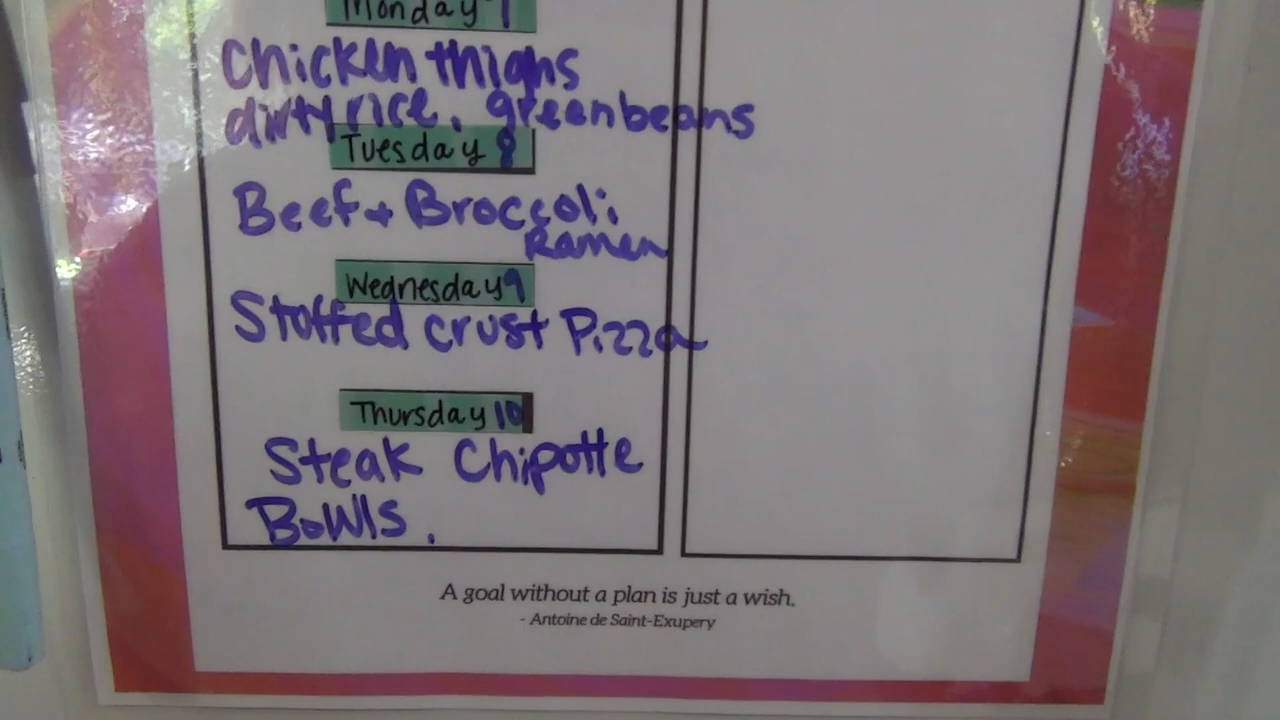 Monday 7
Chicken thighs
dirty rice, greenbeans
Tuesday 8
Beef + Broccoli
Ramen
Wednesday 9
Stuffed crust Pizza
Thursday 10
Steak Chipotle
Bowls.
A goal without a plan is just a wish.
- Antoine de Saint-Exupery